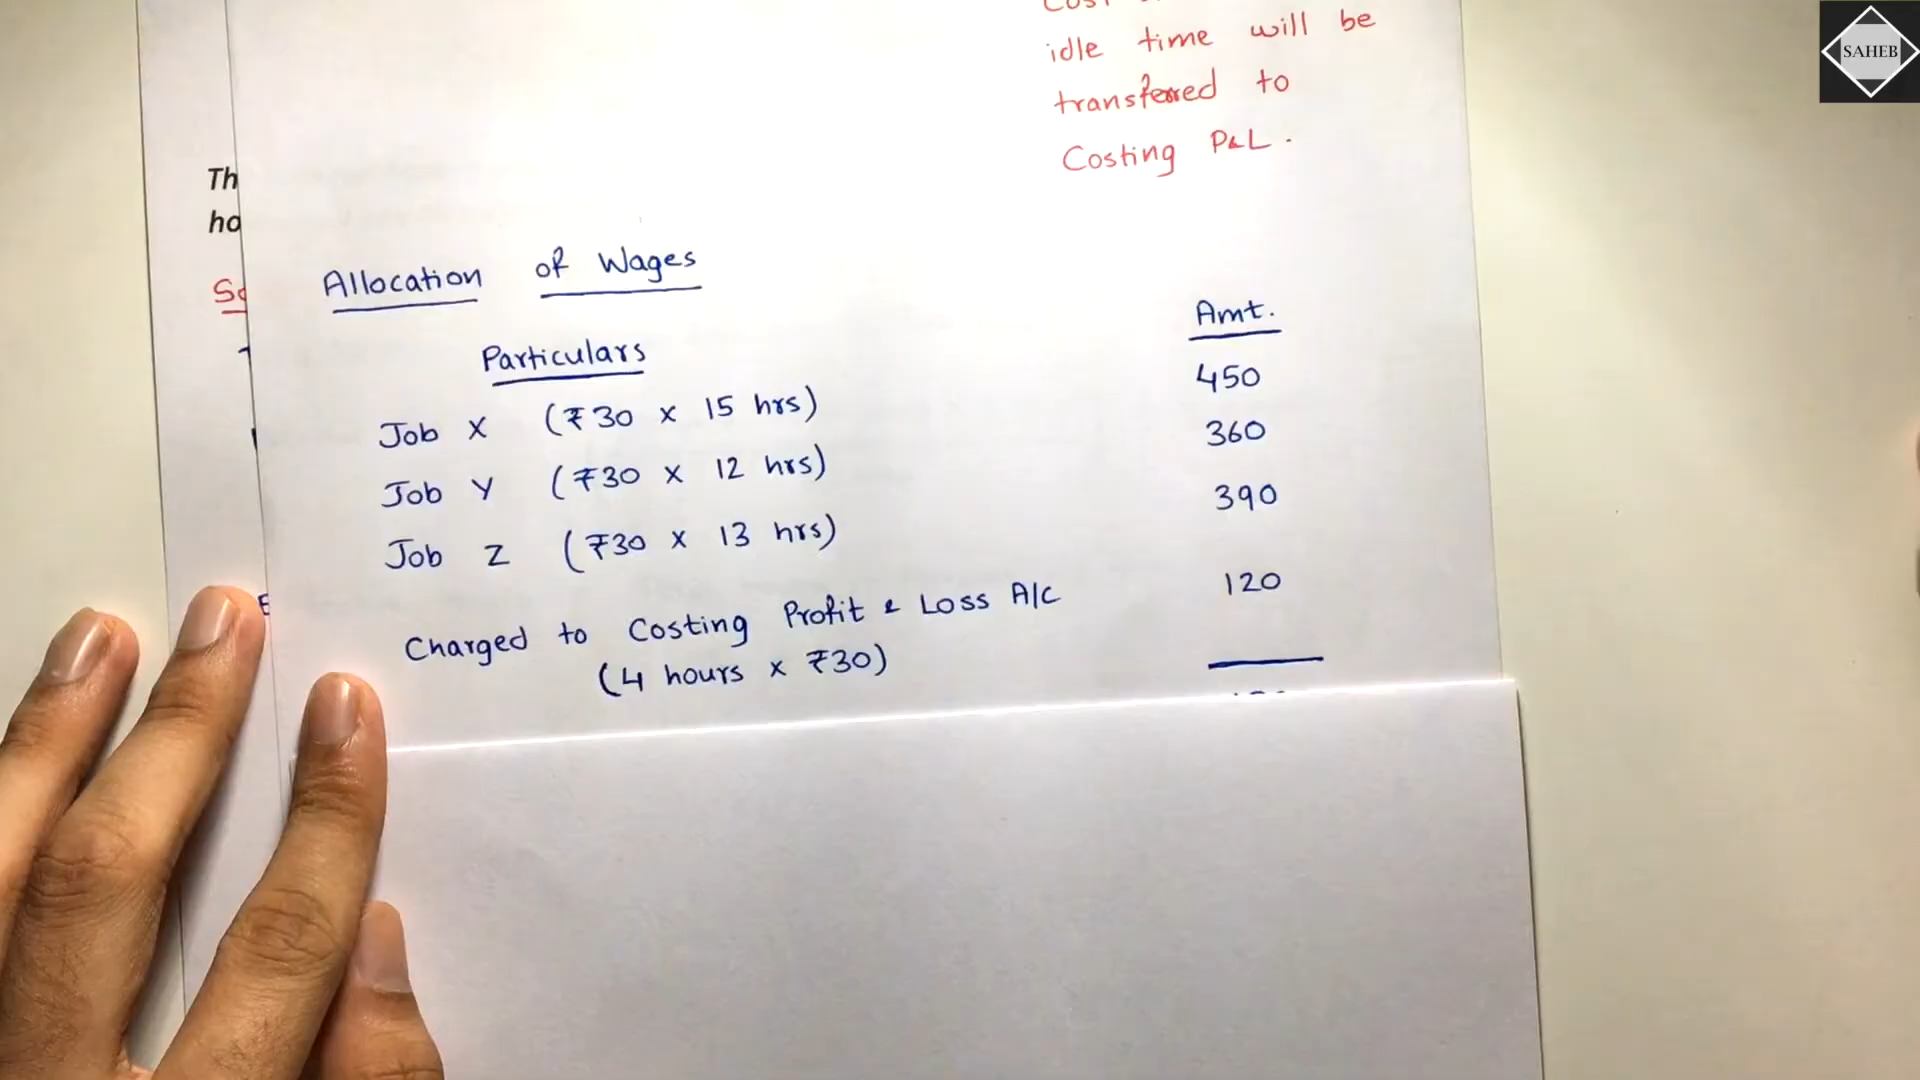 idle time will be
transferred to
Costing P&L.
SAHEB
Th
ho
Allocation of Wages
Particulars
Amt.
Job X (₹30 x 15 hrs) 450
Job Y (₹30 x 12 hrs) 360
Job Z (₹30 x 13 hrs) 390
Charged to Costing Profit & Loss A/c 120
(4 hours x ₹30)